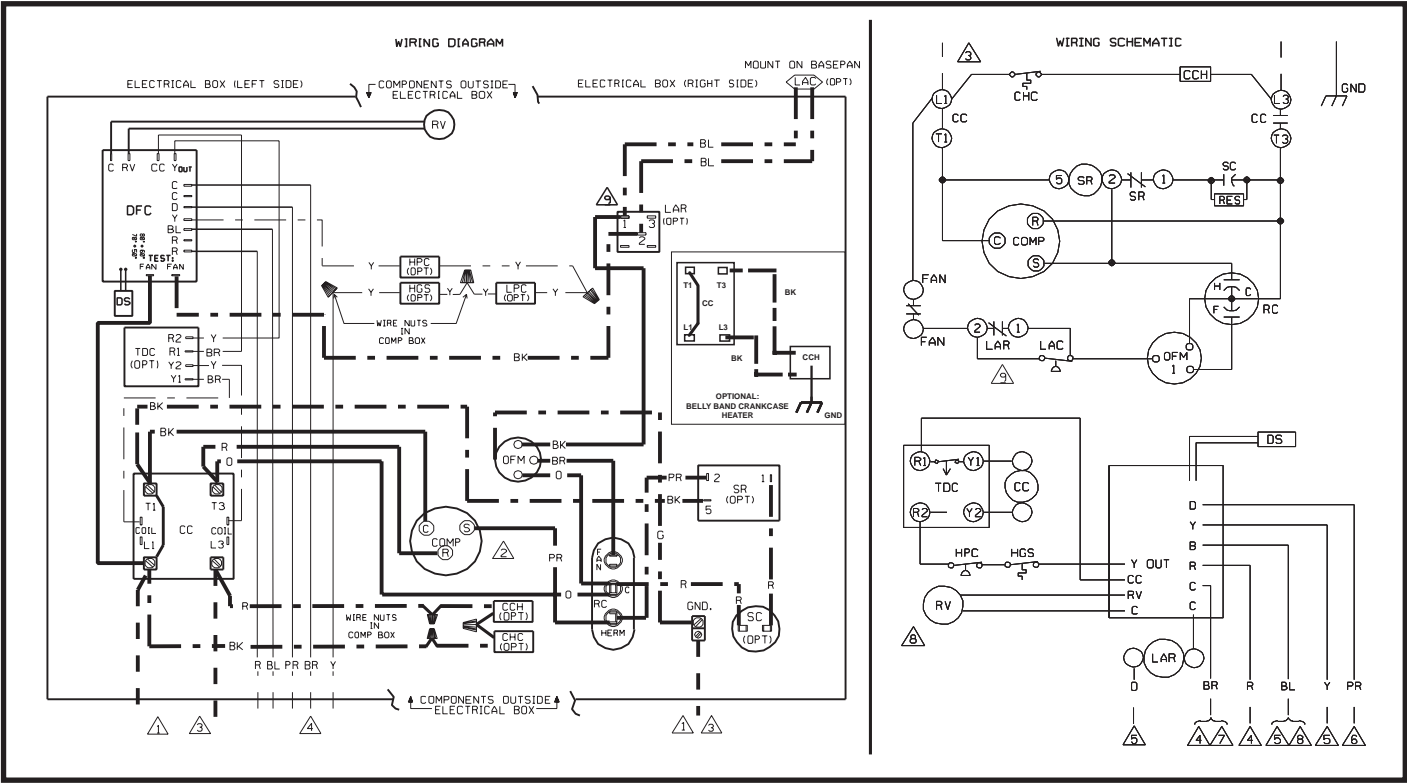 WIRING DIAGRAM
MOUNT ON BASEPAN
ELECTRICAL BOX (LEFT SIDE)
COMPONENTS OUTSIDE
ELECTRICAL BOX
ELECTRICAL BOX (RIGHT SIDE)
LAC (OPT)
RV
BL
BL
C RV CC YOUT
C
C
D
Y
BL
R
R
DFC
TEST:
FAN FAN
DS
9
LAR
(OPT)
1 3
2
Y HPC
(OPT) Y
Y HGS
(OPT) Y Y LPC
(OPT) Y
WIRE NUTS
IN
COMP BOX
BK
T1 T3
CC
L1 L3
BK
BK
CCH
GND
OPTIONAL:
BELLY BAND CRANKCASE
HEATER
TDC
(OPT)
R2 Y
R1 BR
Y2 Y
Y1 BR
BK
BK
R
O
OFM
BK
BR
O
PR
BK
2 1
SR
(OPT)
5
T1 T3
COIL COIL
CC
L1 L3
C S
COMP
R
2
PR
G
FAN
C
RC
HERM
O
R
R
R
GND.
SC
(OPT)
R
BK
WIRE NUTS
IN
COMP BOX
CCH
(OPT)
CHC
(OPT)
R BL PR BR Y
COMPONENTS OUTSIDE
ELECTRICAL BOX
1 3 4 1 3
WIRING SCHEMATIC
3
CHC
CCH
GND
L1 L3
CC CC
T1 T3
5 SR 2 1
SR
SC
RES
R
C COMP
S
FAN
FAN
H C
F
RC
2 1
LAR
LAC
9
OFM
1
R1 Y1
TDC
R2 Y2
CC
DS
D
Y
B
R
C
C
Y OUT
CC
RV
C
HPC HGS
RV
8
LAR
O BR R BL Y PR
5 4 7 4 5 8 5 6